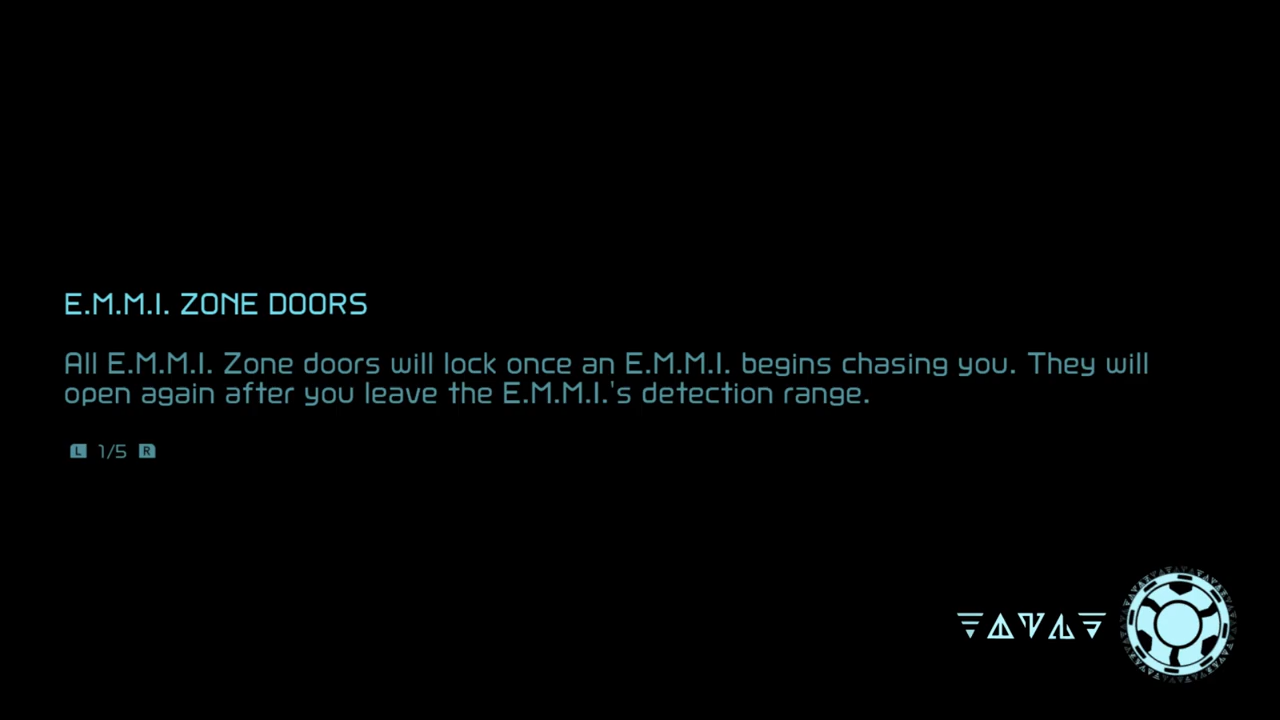 E.M.M.I. ZONE DOORS
All E.M.M.I. Zone doors will lock once an E.M.M.I. begins chasing you. They will
open again after you leave the E.M.M.I.'s detection range.
L 1/5 R